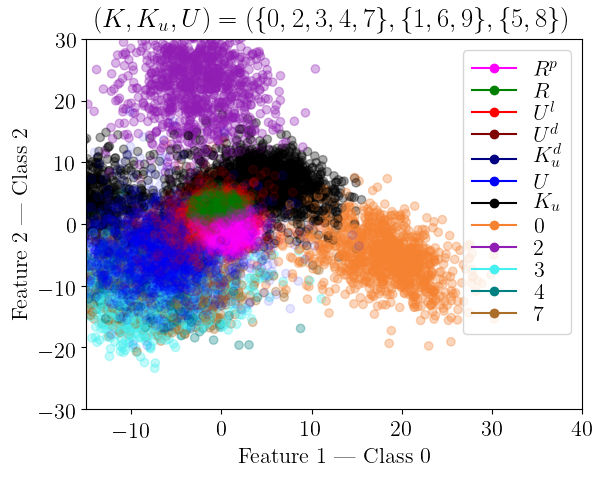 (K, K_u, U) = ({0, 2, 3, 4, 7}, {1, 6, 9}, {5, 8})
30
20
10
0
−10
−20
−30
Feature 2 — Class 2
R^p
R
U^l
U^d
K_u^d
U
K_u
0
2
3
4
7
−10
0
10
20
30
40
Feature 1 — Class 0